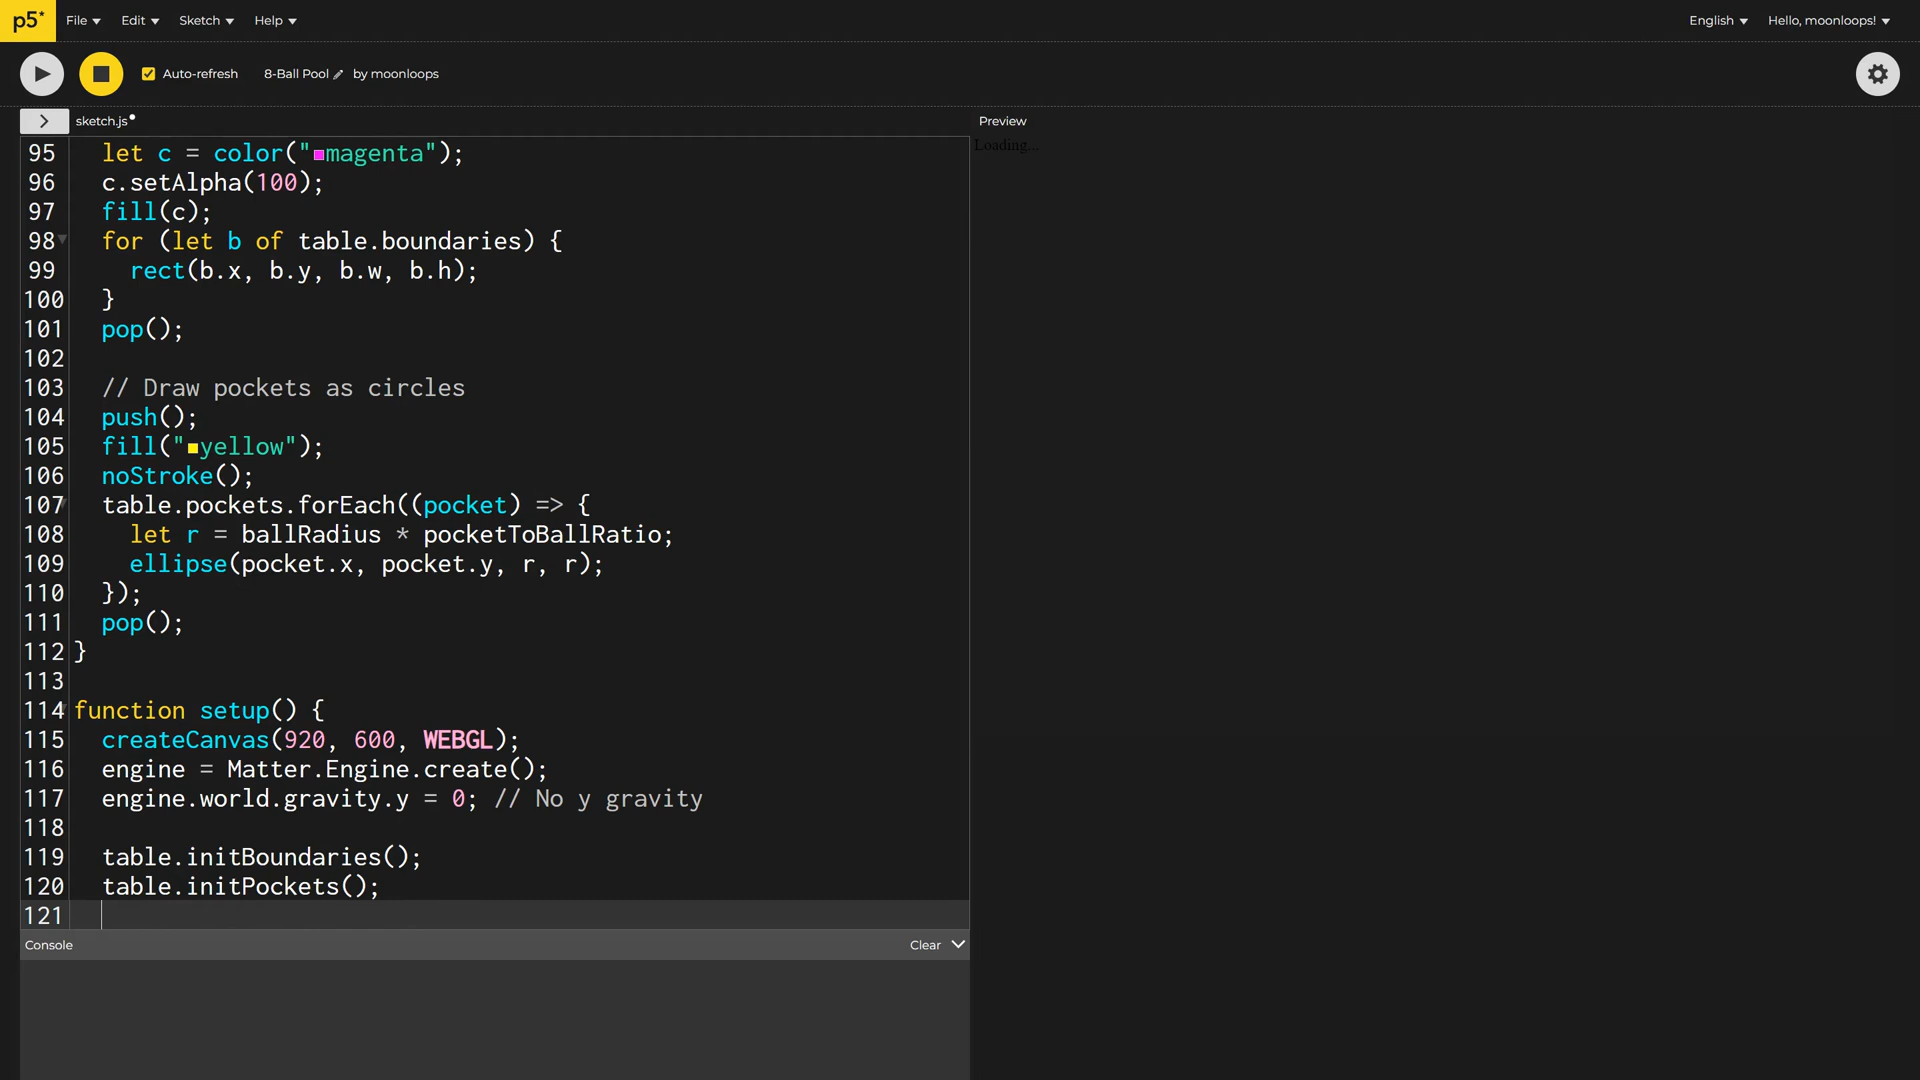 p5* File Edit Sketch Help English Hello, moonloops!
Auto-refresh 8-Ball Pool by moonloops
sketch.js Preview
Loading...
95 let c = color("magenta");
96 c.setAlpha(100);
97 fill(c);
98 for (let b of table.boundaries) {
99 rect(b.x, b.y, b.w, b.h);
100 }
101 pop();
102
103 // Draw pockets as circles
104 push();
105 fill("yellow");
106 noStroke();
107 table.pockets.forEach((pocket) => {
108 let r = ballRadius * pocketToBallRatio;
109 ellipse(pocket.x, pocket.y, r, r);
110 });
111 pop();
112 }
113
114 function setup() {
115 createCanvas(920, 600, WEBGL);
116 engine = Matter.Engine.create();
117 engine.world.gravity.y = 0; // No y gravity
118
119 table.initBoundaries();
120 table.initPockets();
121
Console Clear